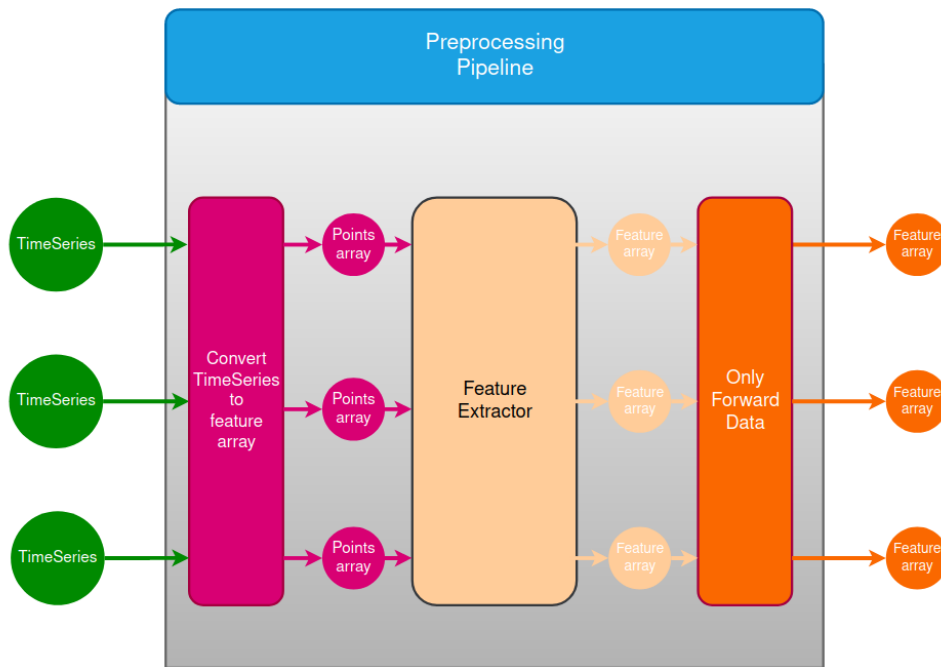 Preprocessing
Pipeline
TimeSeries
Points
array
Feature
array
Feature
array
Convert
TimeSeries
to
feature
array
TimeSeries
Points
array
Feature
Extractor
Feature
array
Only
Forward
Data
Feature
array
TimeSeries
Points
array
Feature
array
Feature
array